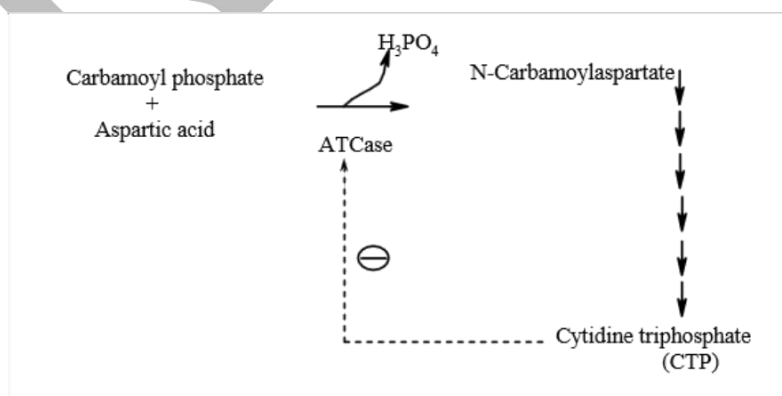 H₃PO₄
Carbamoyl phosphate
+
Aspartic acid
N-Carbamoylaspartate
ATCase
Cytidine triphosphate
(CTP)